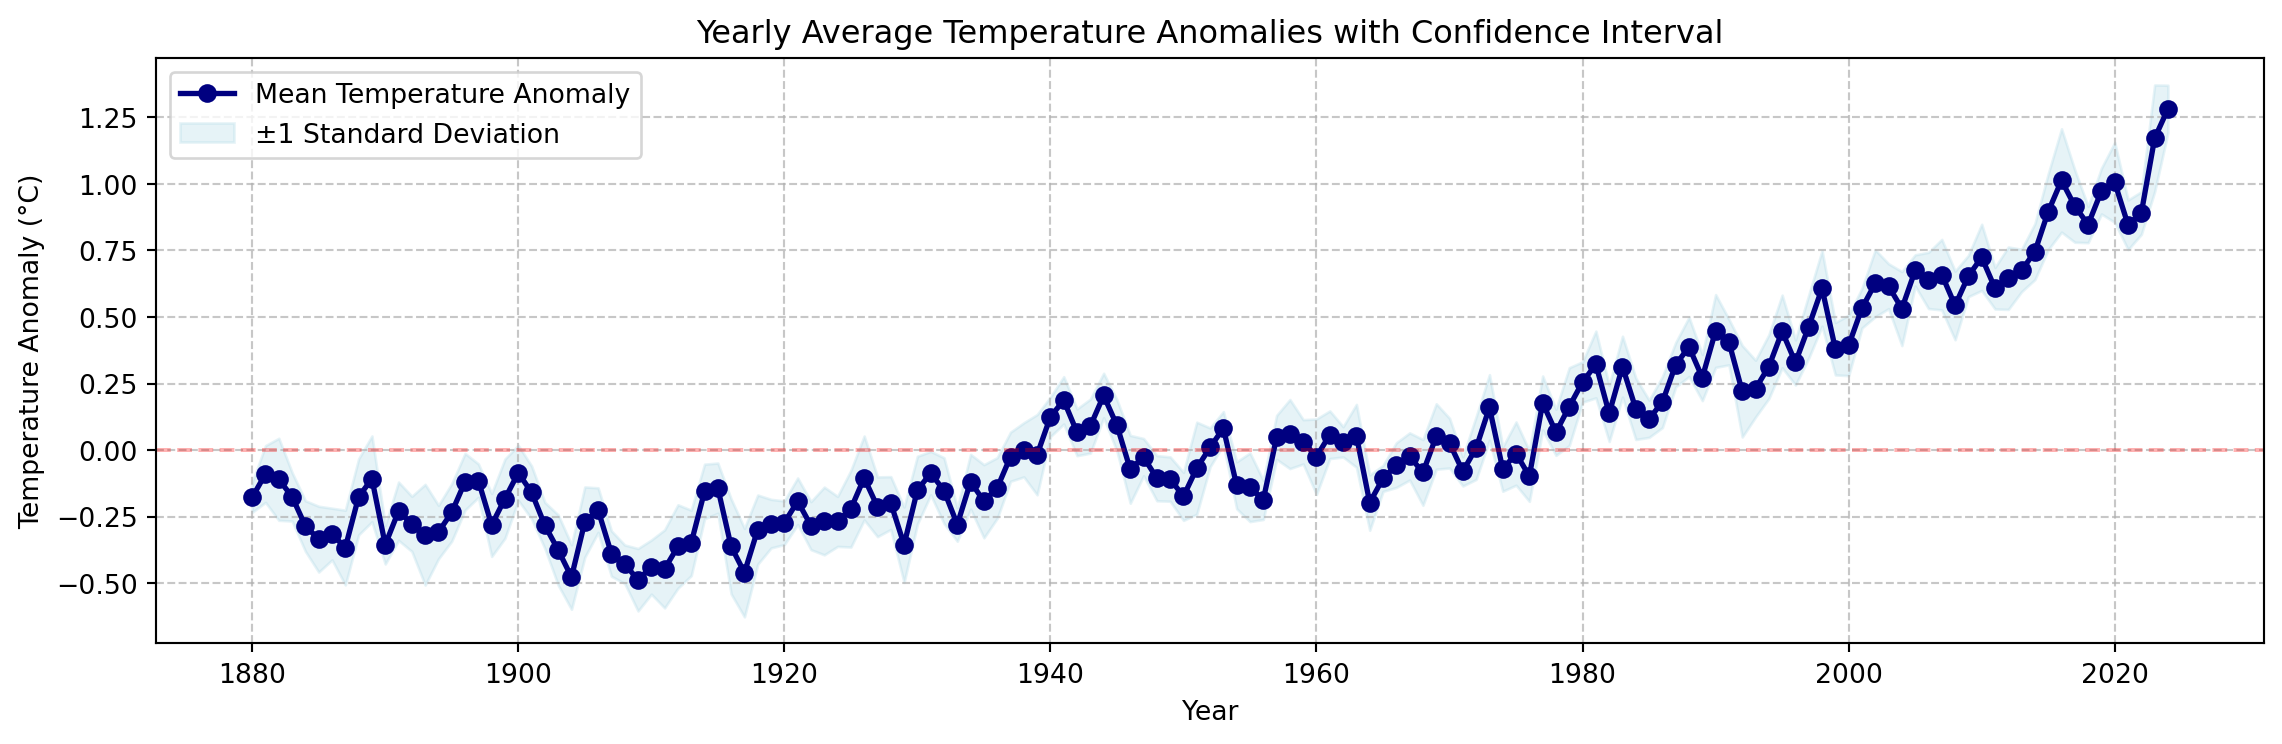 Yearly Average Temperature Anomalies with Confidence Interval
Mean Temperature Anomaly
±1 Standard Deviation
Temperature Anomaly (°C)
1.25
1.00
0.75
0.50
0.25
0.00
−0.25
−0.50
1880 1900 1920 1940 1960 1980 2000 2020
Year